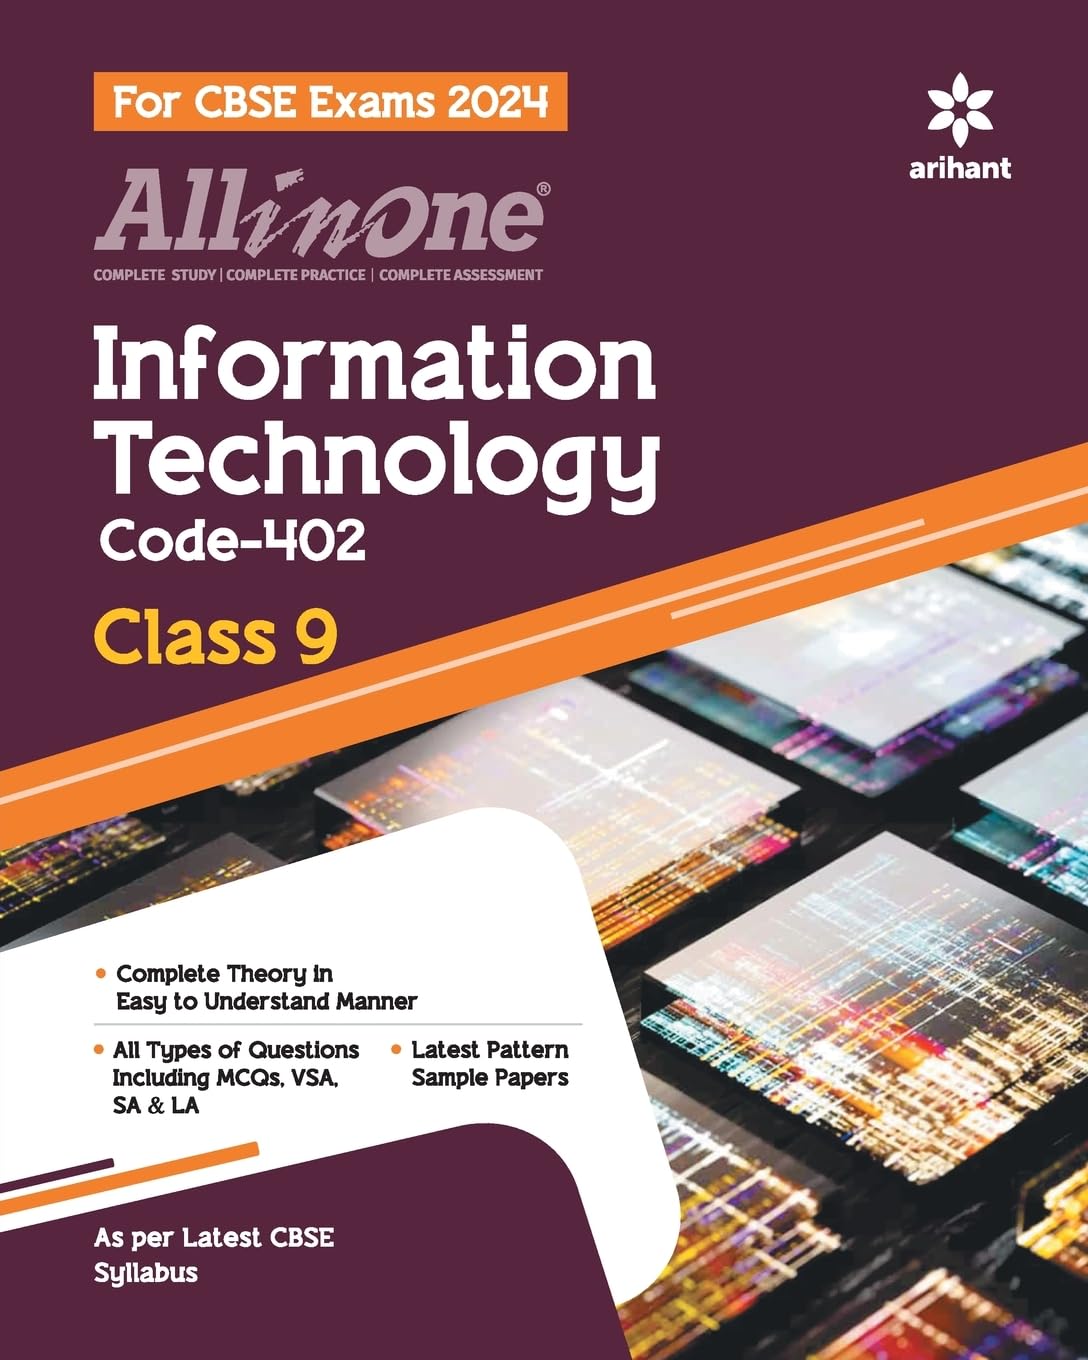 For CBSE Exams 2024
arihant
All in One®
COMPLETE STUDY | COMPLETE PRACTICE | COMPLETE ASSESSMENT
Information
Technology
Code-402
Class 9
• Complete Theory in
Easy to Understand Manner
• All Types of Questions
Including MCQs, VSA,
SA & LA
• Latest Pattern
Sample Papers
As per Latest CBSE
Syllabus